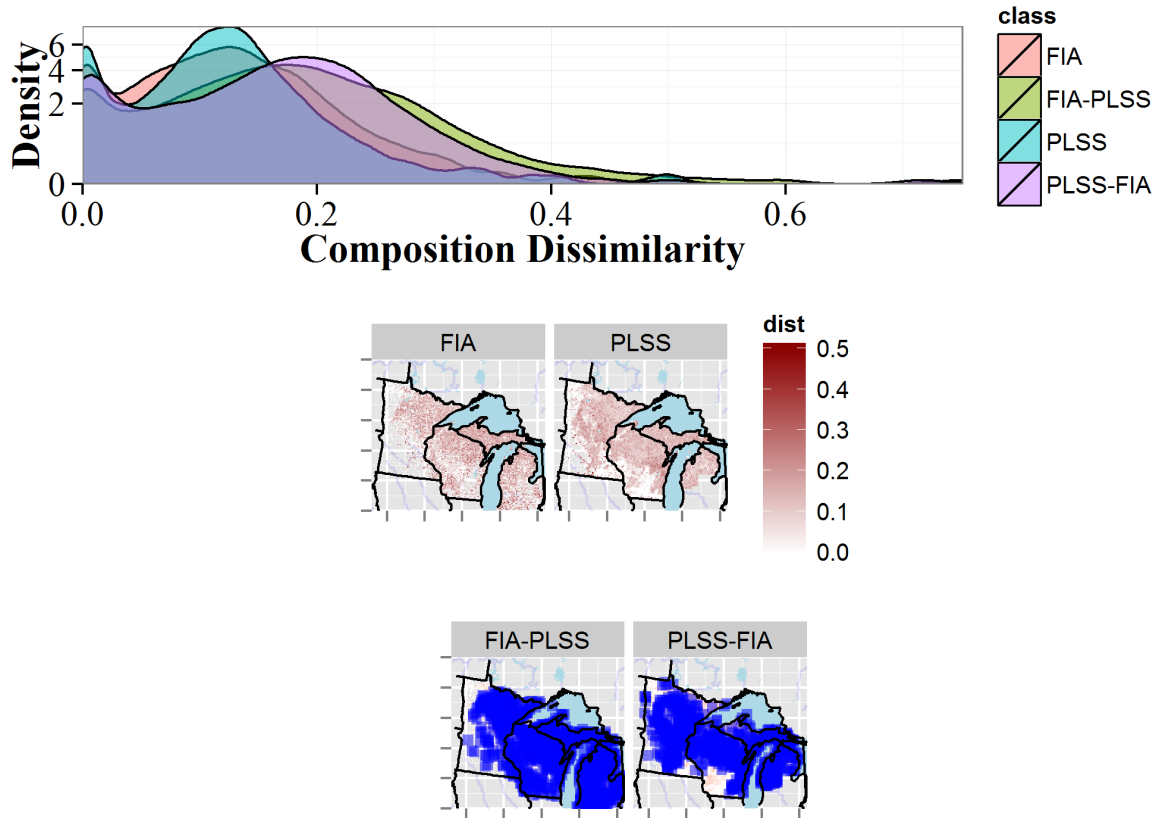 Density
6
4
2
0
0.0 0.2 0.4 0.6
Composition Dissimilarity
class
FIA
FIA-PLSS
PLSS
PLSS-FIA
FIA PLSS
dist
0.5
0.4
0.3
0.2
0.1
0.0
FIA-PLSS PLSS-FIA